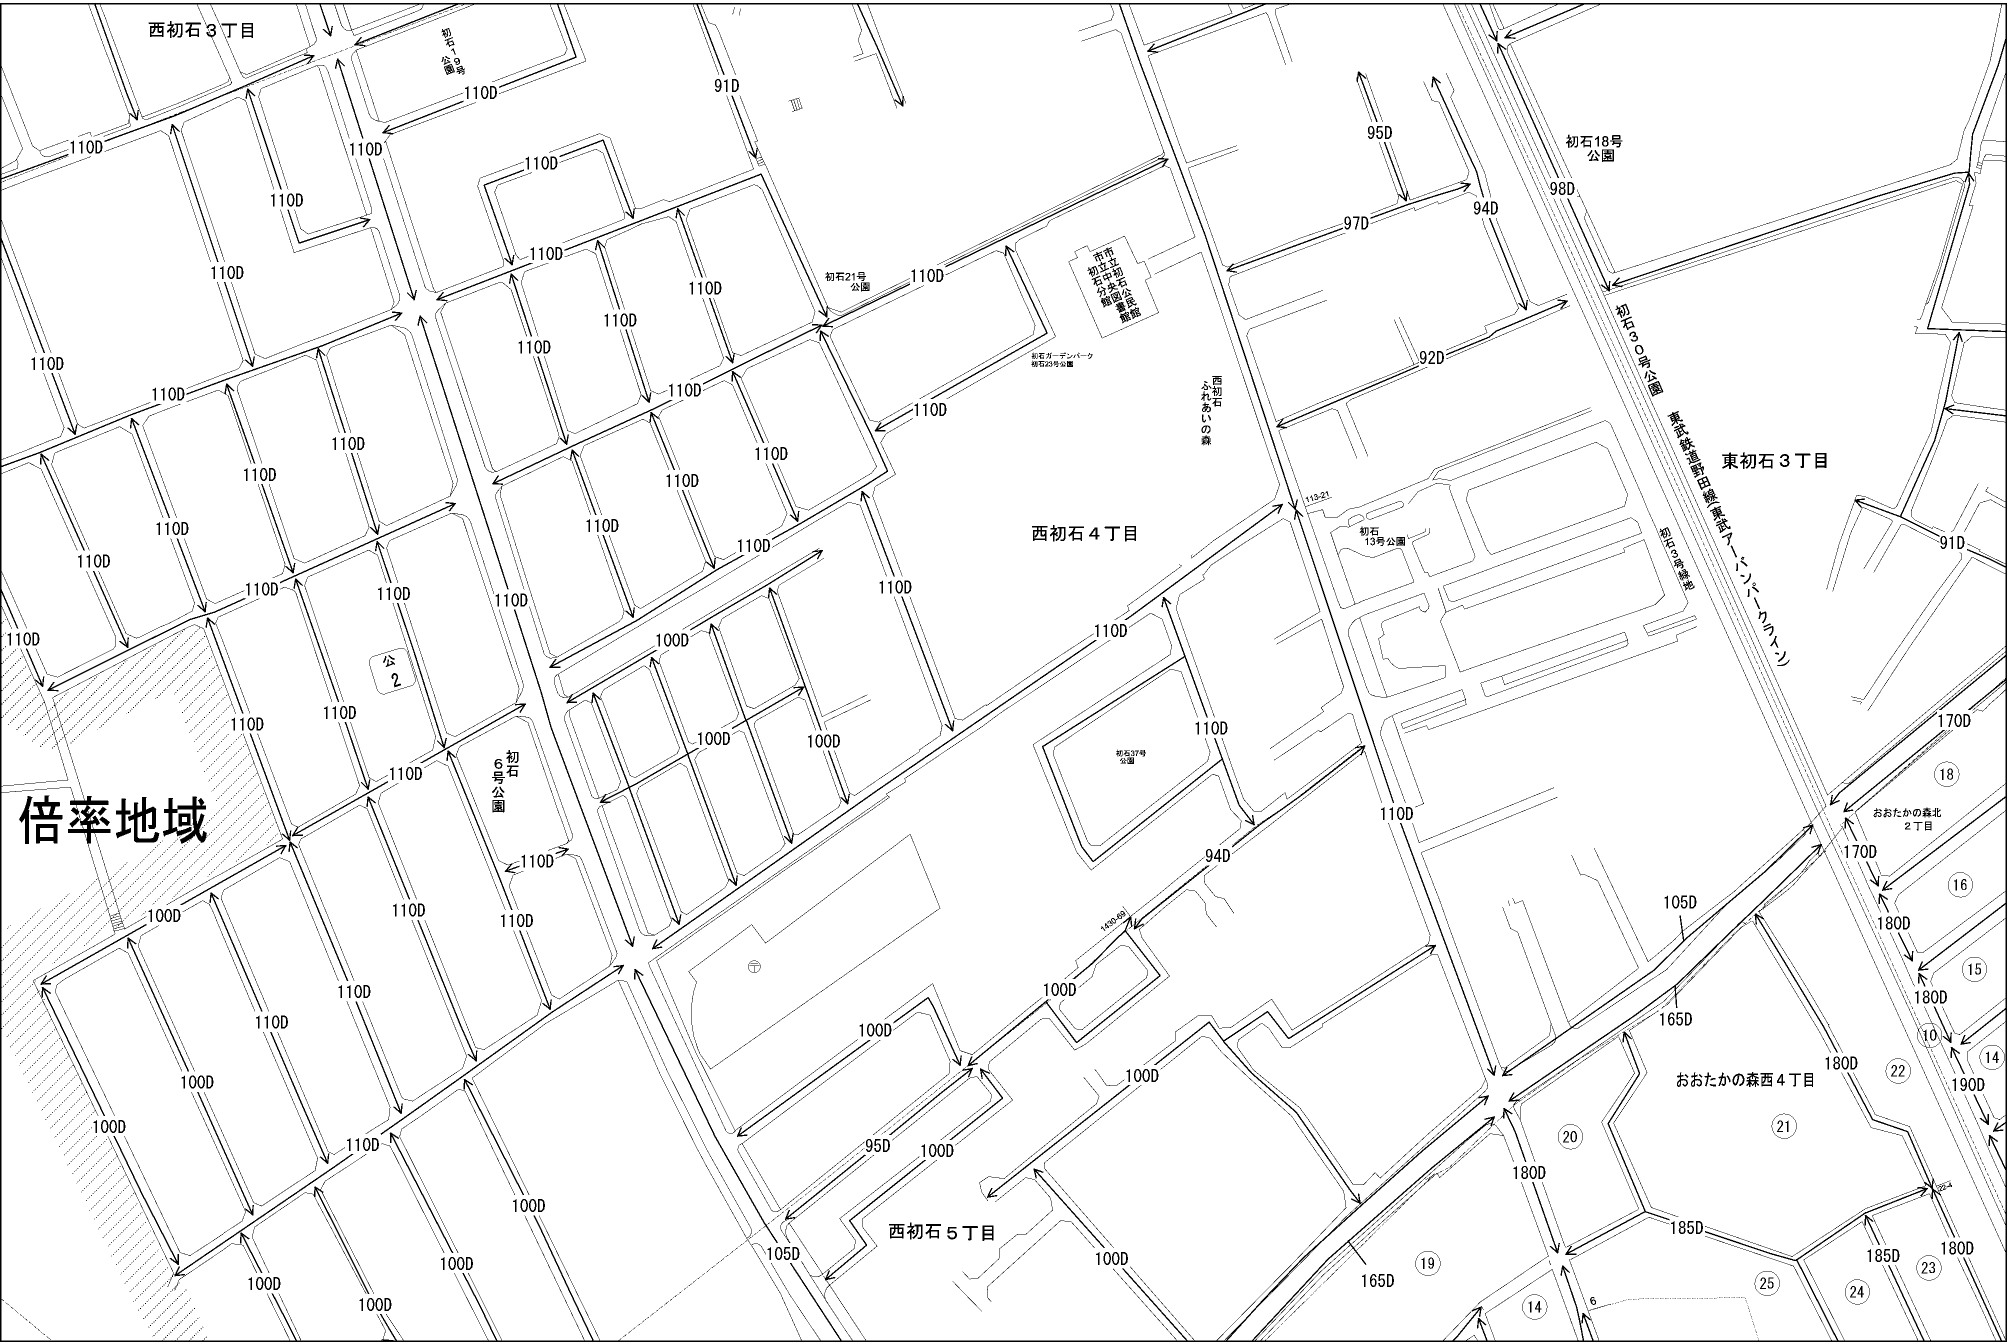 西初石３丁目
初石19号
公園
91D
110D
110D
110D
95D
初石18号
公園
110D
98D
110D
94D
97D
110D
110D
初石21号
公園
110D
市立初石公民館
市立中央図書館
初石分館
110D
110D
110D
初石30号公園
110D
初石ガーデンパーク
初石23号公園
92D
110D
110D
110D
110D
西初石
ふれあいの森
東武鉄道野田線(東武アーバンパークライン)
東初石３丁目
110D
110D
110D
110D
113-21
110D
110D
西初石４丁目
初石
13号公園
初石3号緑地
91D
110D
110D
110D
110D
110D
110D
110D
110D
100D
公
2
110D
110D
110D
170D
100D
100D
初石
6号公園
初石37号
公園
110D
18
倍率地域
110D
おおたかの森北
２丁目
94D
170D
110D
16
105D
110D
100D
110D
180D
1430-69
〒
15
110D
100D
180D
110D
100D
165D
10
14
180D
22
おおたかの森西４丁目
100D
100D
190D
100D
21
20
110D
95D
100D
180D
100D
西初石５丁目
185D
22-4
105D
100D
100D
100D
100D
165D
19
185D
180D
23
25
24
14
6